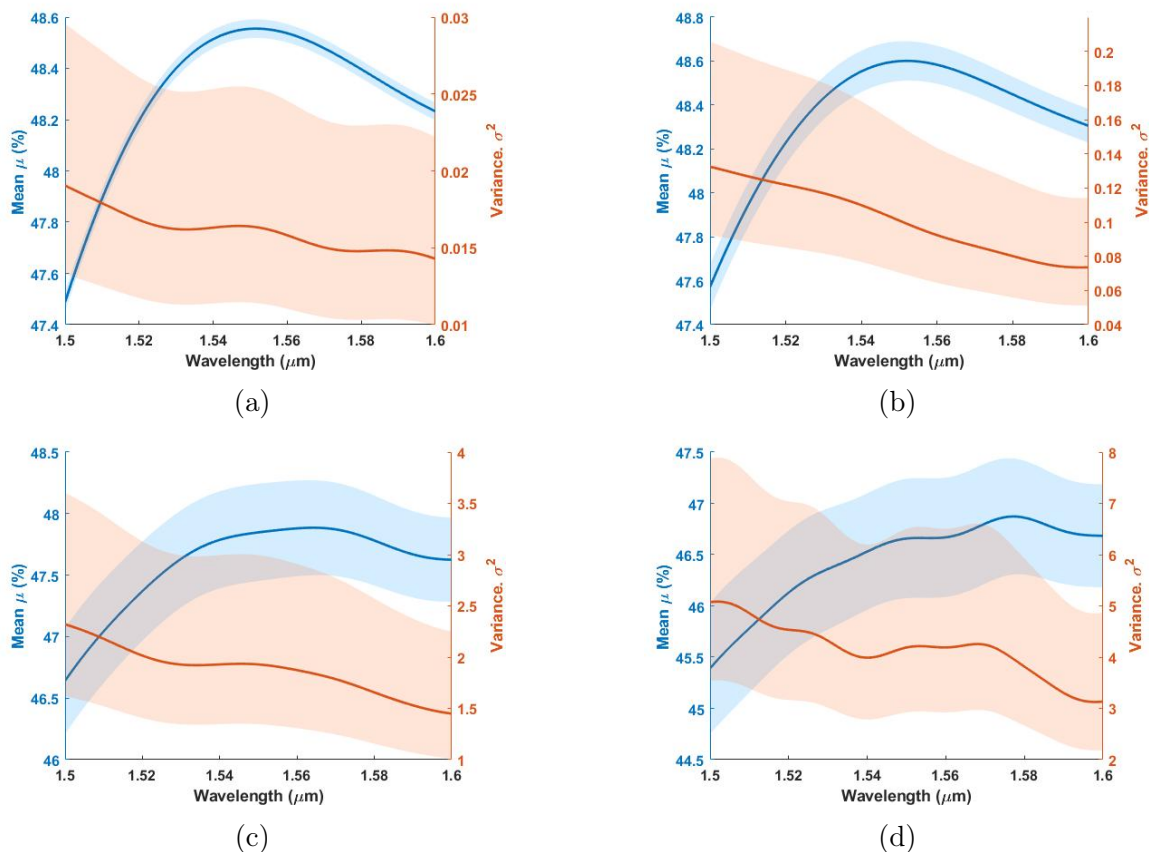 48.6
48.4
48.2
48
47.8
47.6
47.4
Mean μ (%)
0.03
0.025
0.02
0.015
0.01
Variance. σ²
1.5 1.52 1.54 1.56 1.58 1.6
Wavelength (μm)
(a)
48.8
48.6
48.4
48.2
48
47.8
47.6
47.4
Mean μ (%)
0.2
0.18
0.16
0.14
0.12
0.1
0.08
0.06
0.04
Variance. σ²
1.5 1.52 1.54 1.56 1.58 1.6
Wavelength (μm)
(b)
48.5
48
47.5
47
46.5
46
Mean μ (%)
4
3.5
3
2.5
2
1.5
1
Variance. σ²
1.5 1.52 1.54 1.56 1.58 1.6
Wavelength (μm)
(c)
47.5
47
46.5
46
45.5
45
44.5
Mean μ (%)
8
7
6
5
4
3
2
Variance. σ²
1.5 1.52 1.54 1.56 1.58 1.6
Wavelength (μm)
(d)